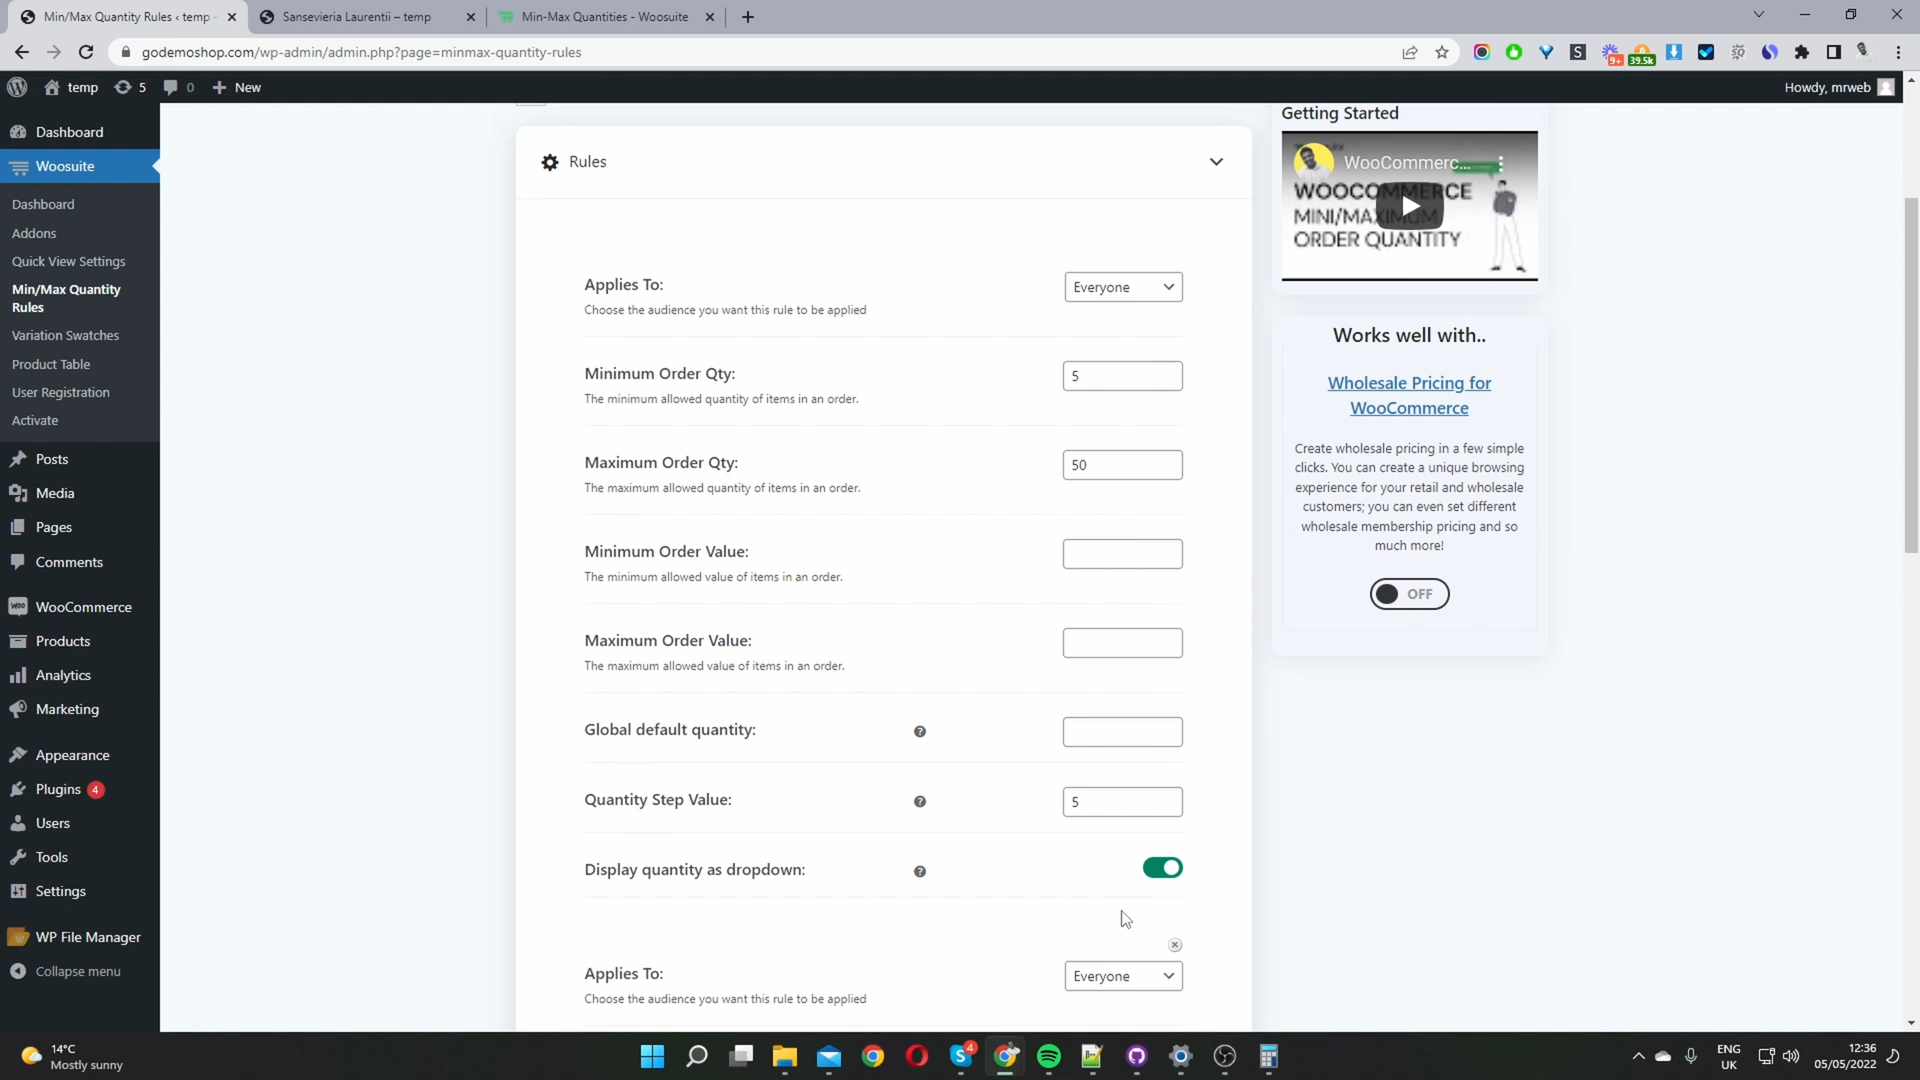 Min/Max Quantity Rules ‹ temp –
Sansevieria Laurentii – temp
Min-Max Quantities - Woosuite
godemoshop.com/wp-admin/admin.php?page=minmax-quantity-rules
9+
39.5k
temp
5
0
New
Howdy, mrweb
Dashboard
Woosuite
Dashboard
Addons
Quick View Settings
Min/Max Quantity
Rules
Variation Swatches
Product Table
User Registration
Activate
Posts
Media
Pages
Comments
WooCommerce
Products
Analytics
Marketing
Appearance
Plugins 4
Users
Tools
Settings
WP File Manager
Collapse menu
Rules
Applies To:
Everyone
Choose the audience you want this rule to be applied
Minimum Order Qty:
5
The minimum allowed quantity of items in an order.
Maximum Order Qty:
50
The maximum allowed quantity of items in an order.
Minimum Order Value:
The minimum allowed value of items in an order.
Maximum Order Value:
The maximum allowed value of items in an order.
Global default quantity:
Quantity Step Value:
5
Display quantity as dropdown:
Applies To:
Everyone
Choose the audience you want this rule to be applied
Getting Started
WooCommerc...
WOOCOMMERCE
MINI/MAXIMUM
ORDER QUANTITY
Works well with..
Wholesale Pricing for
WooCommerce
Create wholesale pricing in a few simple
clicks. You can create a unique browsing
experience for your retail and wholesale
customers; you can even set different
wholesale membership pricing and so
much more!
OFF
14°C
Mostly sunny
4
ENG
UK
12:36
05/05/2022